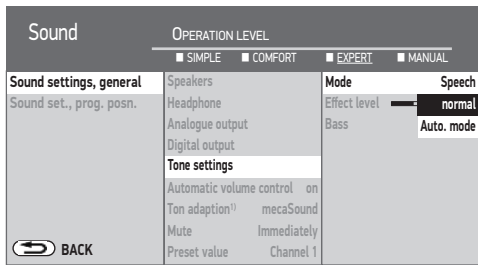 Sound
OPERATION LEVEL
SIMPLE COMFORT EXPERT MANUAL
Sound settings, general
Sound set., prog. posn.
BACK
Speakers
Headphone
Analogue output
Digital output
Tone settings
Automatic volume control on
Ton adaption¹⁾ mecaSound
Mute Immediately
Preset value Channel 1
Mode Speech
Effect level normal
Bass Auto. mode